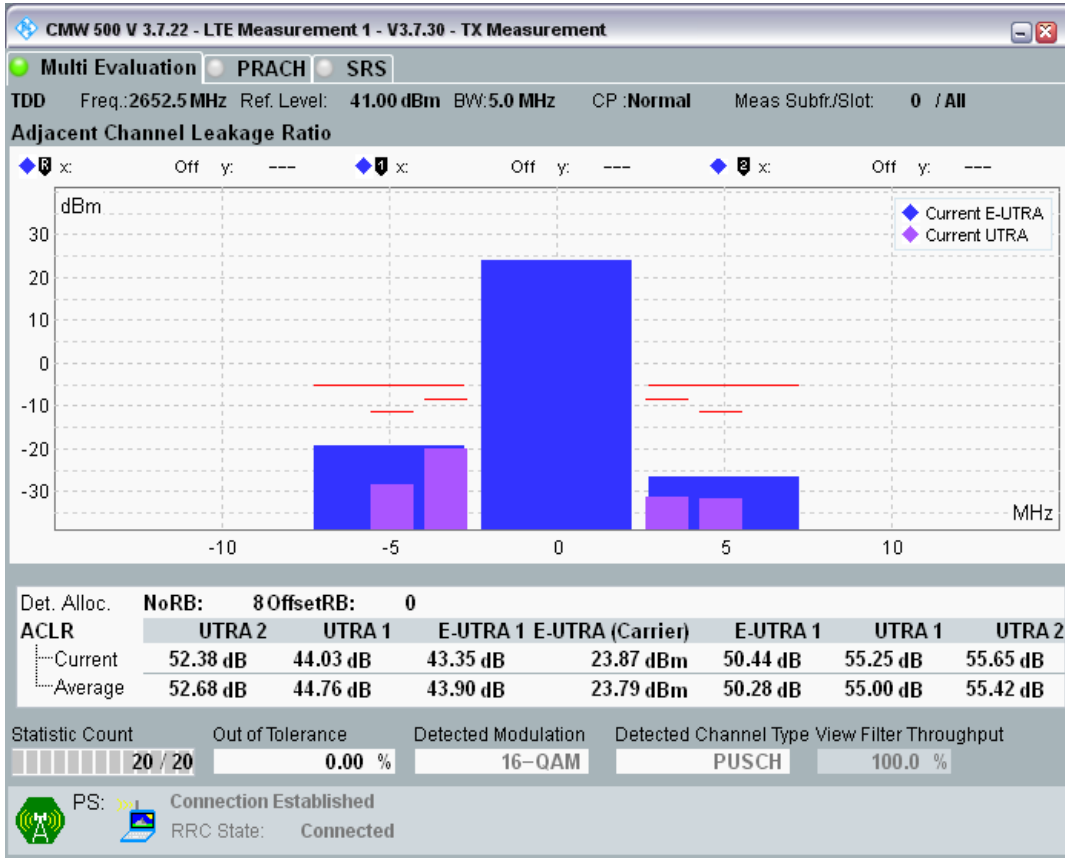 CMW 500 V 3.7.22 - LTE Measurement 1 - V3.7.30 - TX Measurement
Multi Evaluation PRACH SRS
TDD Freq.:2652.5 MHz Ref. Level: 41.00 dBm BW:5.0 MHz CP :Normal Meas Subfr./Slot: 0 / All
Adjacent Channel Leakage Ratio
R x: Off y: --- 1 x: Off y: --- 2 x: Off y: ---
dBm
Current E-UTRA
Current UTRA
30
20
10
0
-10
-20
-30
MHz
-10 -5 0 5 10
Det. Alloc. NoRB: 8 OffsetRB: 0
ACLR UTRA 2 UTRA 1 E-UTRA 1 E-UTRA (Carrier) E-UTRA 1 UTRA 1 UTRA 2
Current 52.38 dB 44.03 dB 43.35 dB 23.87 dBm 50.44 dB 55.25 dB 55.65 dB
Average 52.68 dB 44.76 dB 43.90 dB 23.79 dBm 50.28 dB 55.00 dB 55.42 dB
Statistic Count Out of Tolerance Detected Modulation Detected Channel Type View Filter Throughput
20 / 20 0.00 % 16-QAM PUSCH 100.0 %
PS: Connection Established
RRC State: Connected